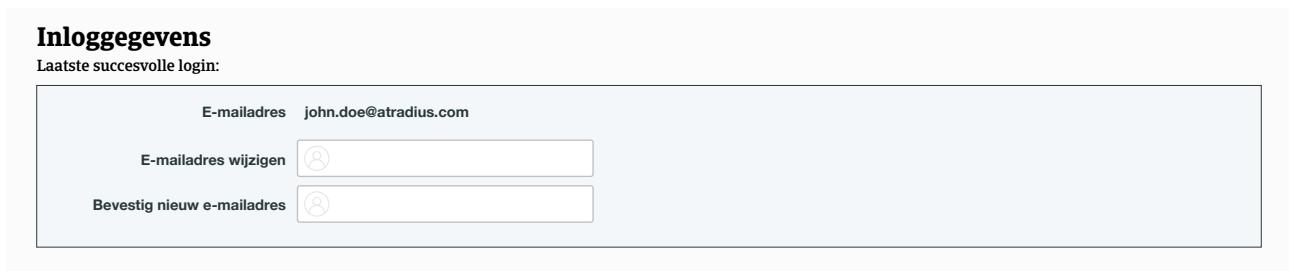 Inloggegevens
Laatste succesvolle login:
E-mailadres john.doe@atradius.com
E-mailadres wijzigen
Bevestig nieuw e-mailadres